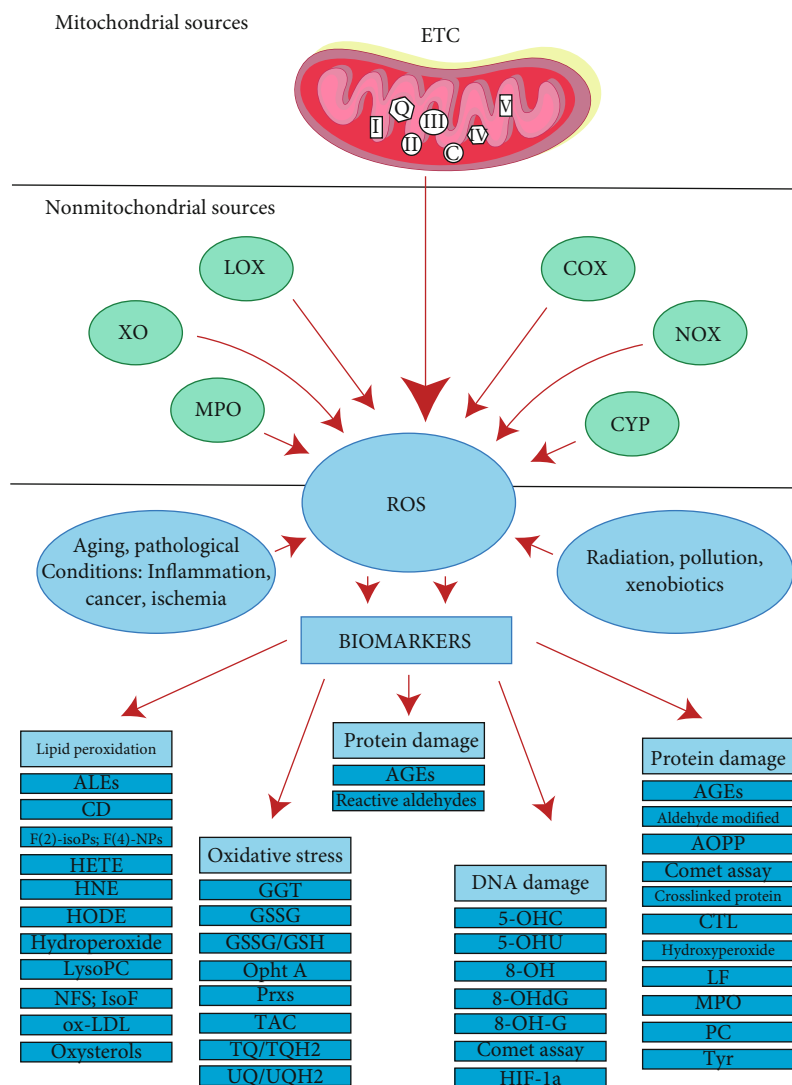 Mitochondrial sources
ETC
I
Q
II
III
C
IV
V
Nonmitochondrial sources
LOX
COX
XO
NOX
MPO
CYP
ROS
Aging, pathological
Conditions: Inflammation,
cancer, ischemia
Radiation, pollution,
xenobiotics
BIOMARKERS
Lipid peroxidation
ALEs
CD
F(2)-isoPs; F(4)-NPs
HETE
HNE
HODE
Hydroperoxide
LysoPC
NFS; IsoF
ox-LDL
Oxysterols
Oxidative stress
GGT
GSSG
GSSG/GSH
Opht A
Prxs
TAC
TQ/TQH2
UQ/UQH2
Protein damage
AGEs
Reactive aldehydes
DNA damage
5-OHC
5-OHU
8-OH
8-OHdG
8-OH-G
Comet assay
HIF-1a
Protein damage
AGEs
Aldehyde modified
AOPP
Comet assay
Crosslinked protein
CTL
Hydroxyperoxide
LF
MPO
PC
Tyr